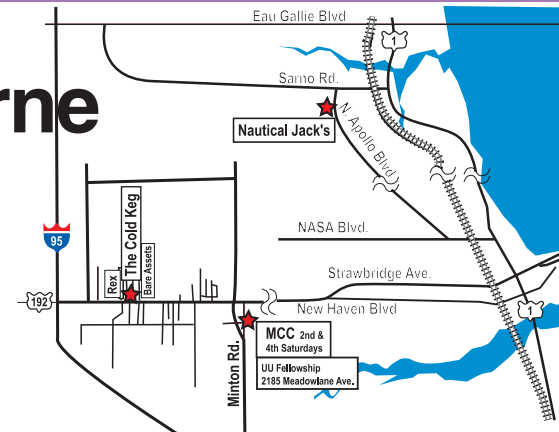 Eau Gallie Blvd
1
Sarno Rd.
rne
N. Apollo Blvd
Nautical Jack's
95
NASA Blvd.
The Cold Keg
Rex
Bare Assets
Strawbridge Ave.
192
New Haven Blvd
1
MCC 2nd &
4th Saturdays
Minton Rd.
UU Fellowship
2185 Meadowlane Ave.